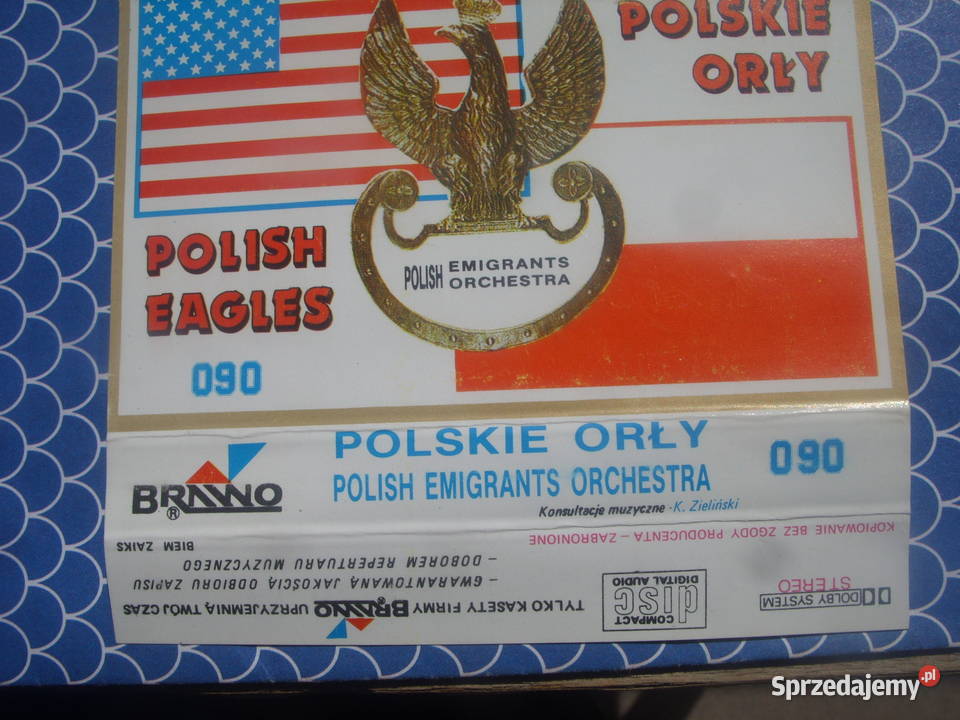 POLSKIE
ORŁY
POLISH EMIGRANTS
ORCHESTRA
POLISH
EAGLES
090
POLSKIE ORŁY
POLISH EMIGRANTS ORCHESTRA
090
Konsultacje muzyczne - K. Zieliński
BRAWO
®
KOPIOWANIE BEZ ZGODY PRODUCENTA – ZABRONIONE
TYLKO KASETY FIRMY BRAWO UPRZYJEMNIĄ TWÓJ CZAS
– GWARANTOWANĄ JAKOŚCIĄ ODBIORU ZAPISU
– DOBOREM REPERTUARU MUZYCZNEGO
BIEM ZAIKS
COMPACT
disc
DIGITAL AUDIO
DOLBY SYSTEM
STEREO
Sprzedajemy.pl